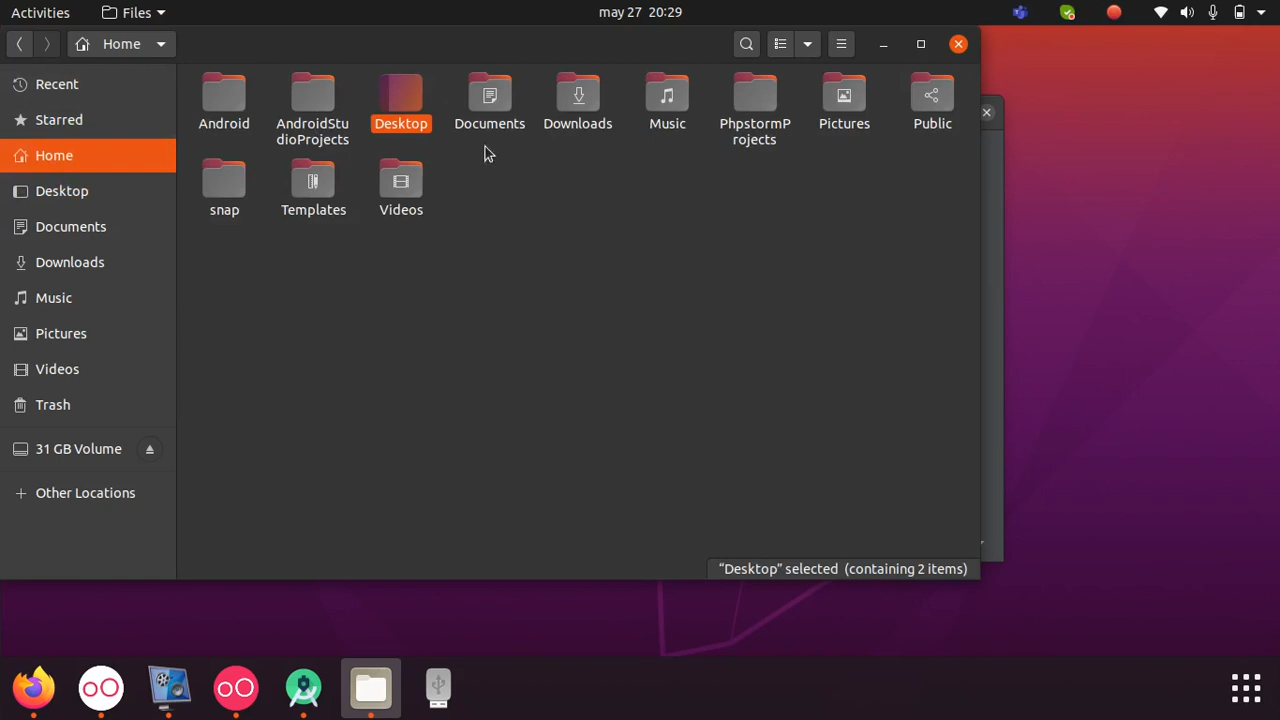 Activities
Files
may 27 20:29
Home
Recent
Starred
Home
Desktop
Documents
Downloads
Music
Pictures
Videos
Trash
31 GB Volume
Other Locations
Android
AndroidStu
dioProjects
Desktop
Documents
Downloads
Music
PhpstormP
rojects
Pictures
Public
snap
Templates
Videos
“Desktop” selected (containing 2 items)